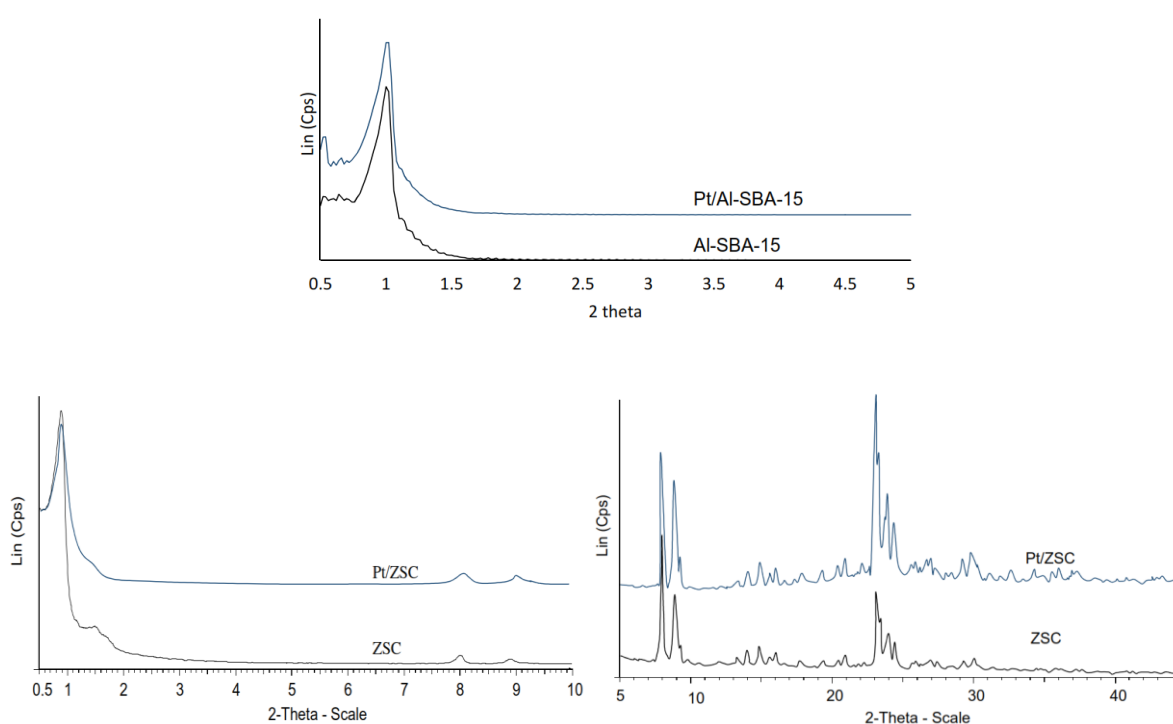 Lin (Cps)
Pt/Al-SBA-15
Al-SBA-15
0.5 1 1.5 2 2.5 3 3.5 4 4.5 5
2 theta
Lin (Cps)
Pt/ZSC
ZSC
0.5 1 2 3 4 5 6 7 8 9 10
2-Theta - Scale
Lin (Cps)
Pt/ZSC
ZSC
5 10 20 30 40
2-Theta - Scale